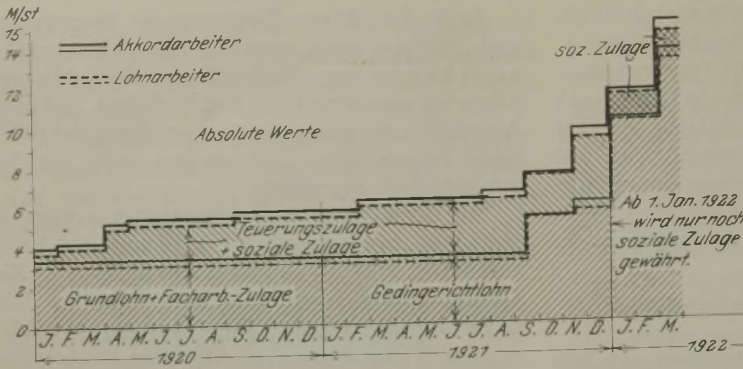 M/st
15
14
12
10
8
6
4
2
0
Akkordarbeiter
Lohnarbeiter
Absolute Werte
soz. Zulage
Teuerungszulage
+ soziale Zulage
Grundlohn+Facharb.-Zulage
Gedingerichtlohn
Ab 1. Jan. 1922
wird nur noch
soziale Zulage
gewährt.
J. F. M. A. M. J. J. A. S. O. N. D. J. F. M. A. M. J. J. A. S. O. N. D. J. F. M.
1920 1921 1922